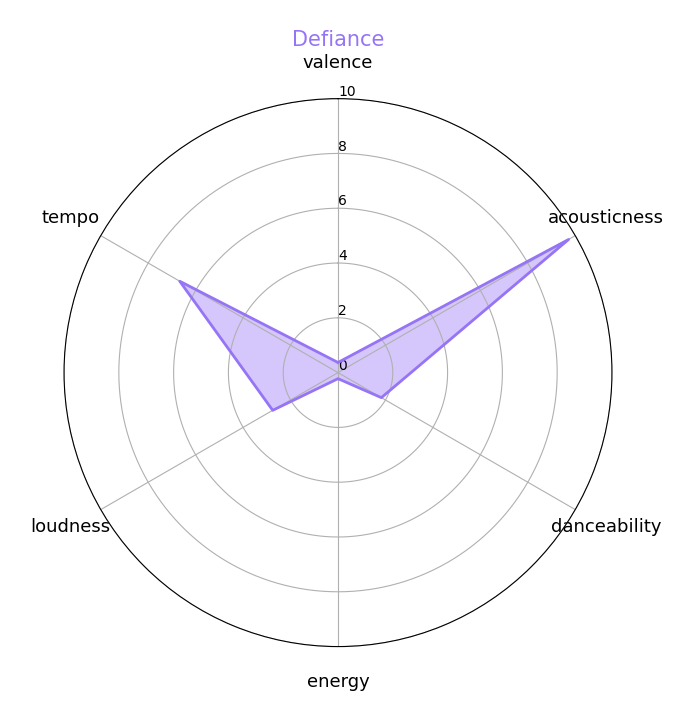 Defiance
valence
10
8
6
4
2
0
tempo
acousticness
loudness
danceability
energy